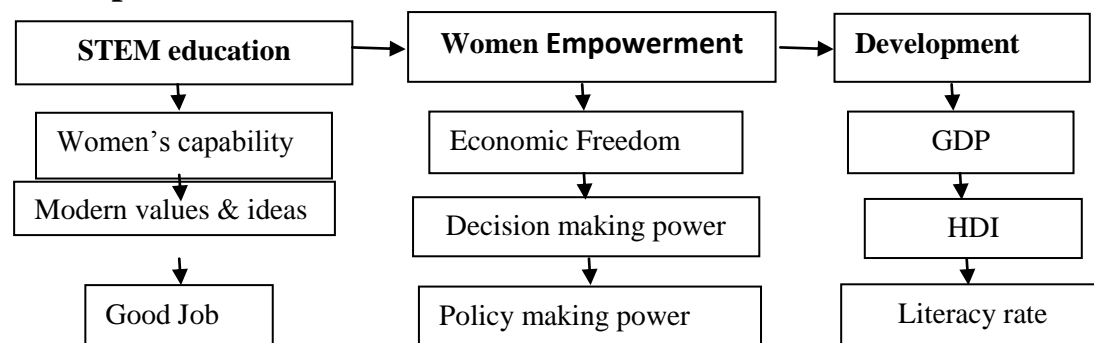 STEM education
Women Empowerment
Development
Women’s capability
Economic Freedom
GDP
Modern values & ideas
Decision making power
HDI
Good Job
Policy making power
Literacy rate